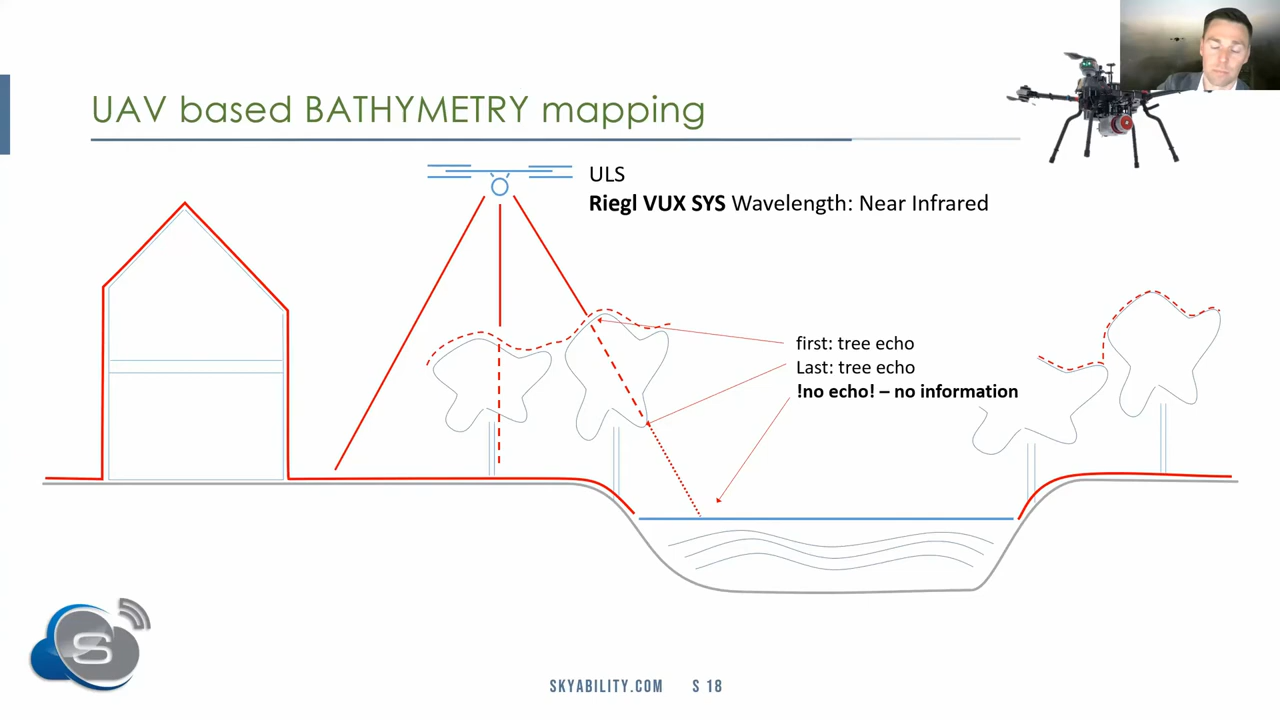 UAV based BATHYMETRY mapping
ULS
Riegl VUX SYS Wavelength: Near Infrared
first: tree echo
Last: tree echo
!no echo! – no information
S
SKYABILITY.COM S 18